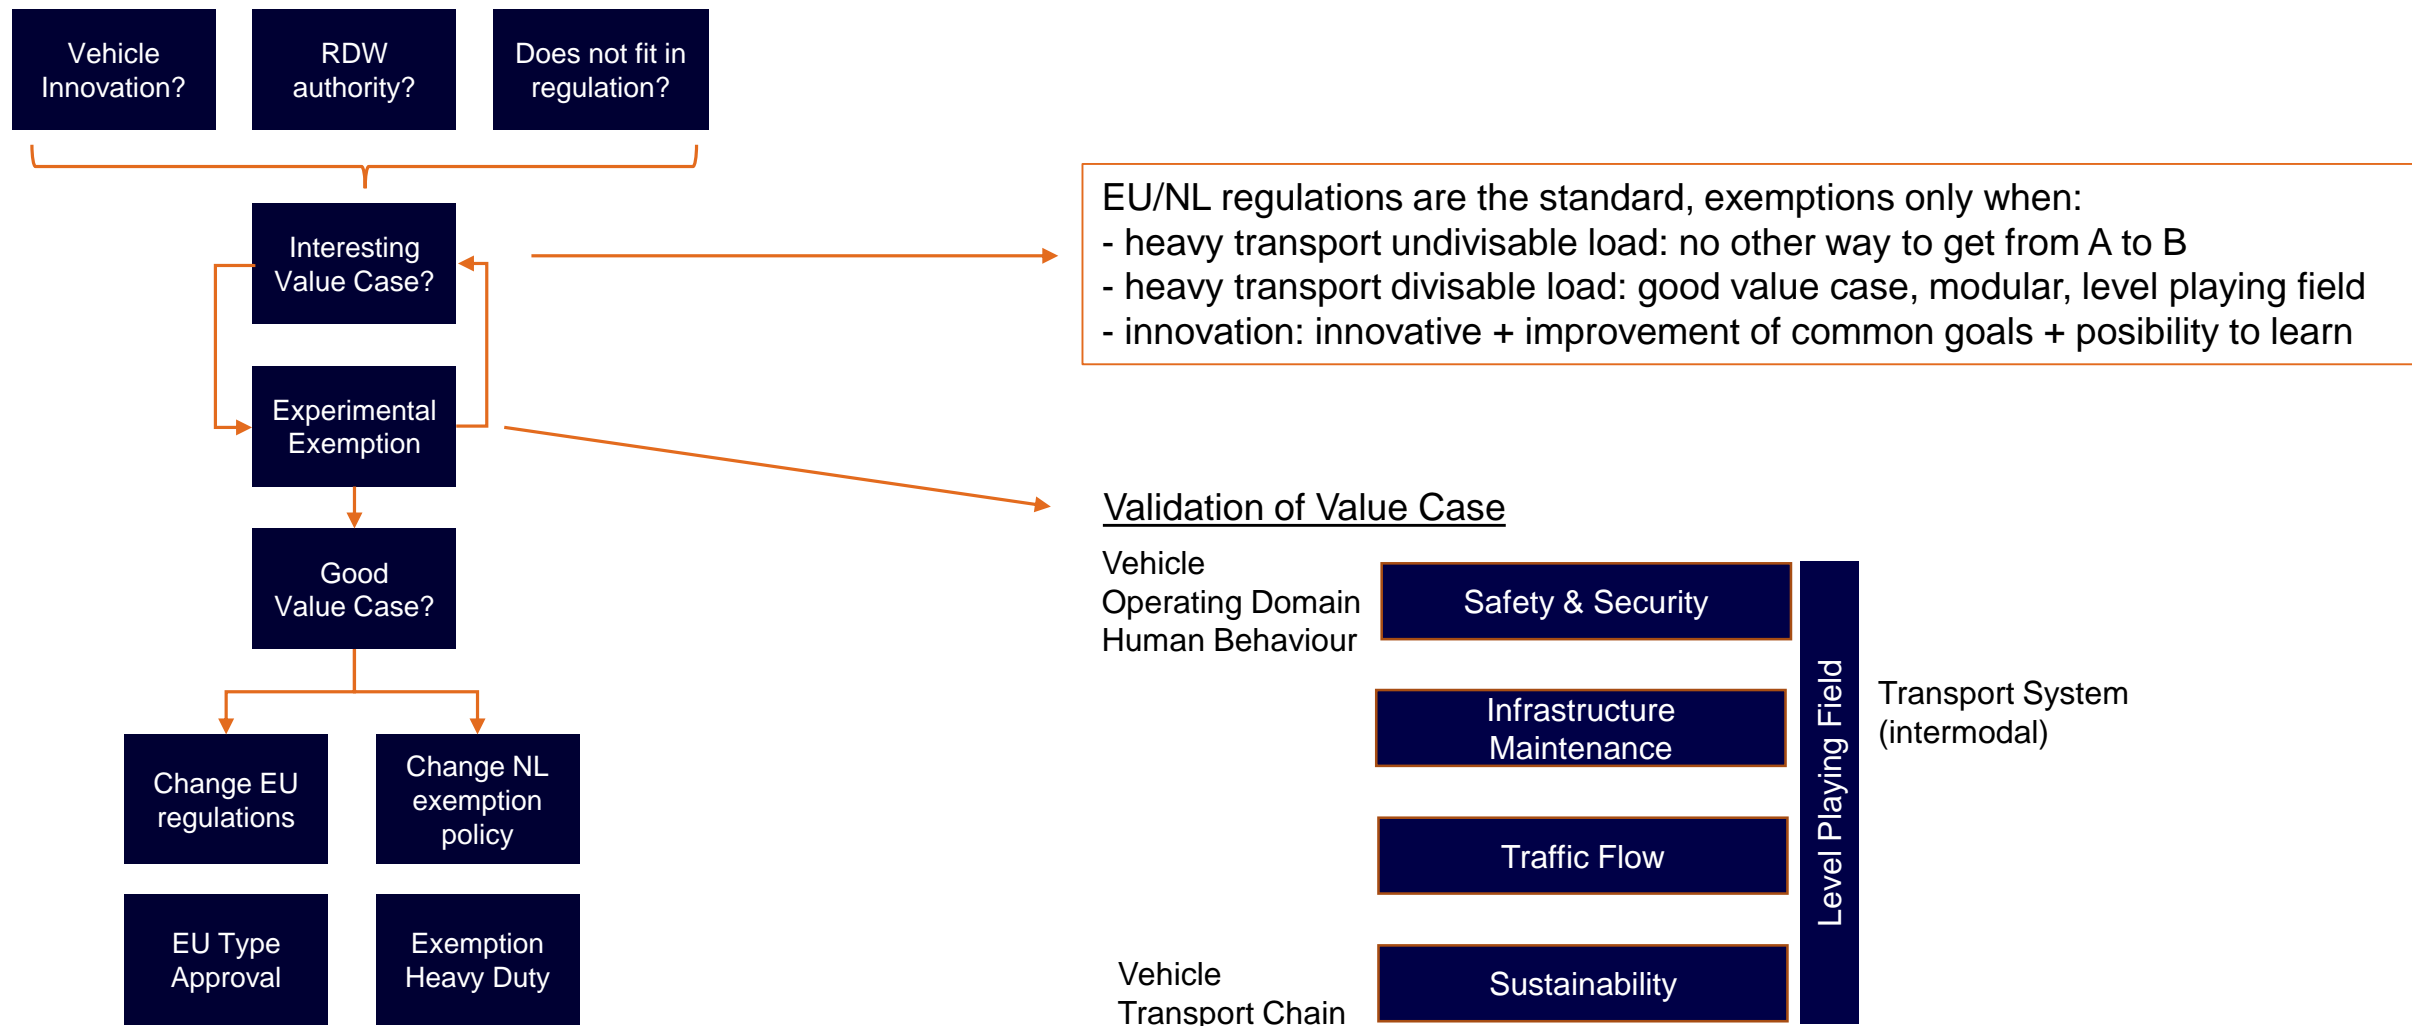 Vehicle
Innovation?
RDW
authority?
Does not fit in
regulation?
Interesting
Value Case?
Experimental
Exemption
Good
Value Case?
Change EU
regulations
Change NL
exemption
policy
EU Type
Approval
Exemption
Heavy Duty
EU/NL regulations are the standard, exemptions only when:
- heavy transport undivisable load: no other way to get from A to B
- heavy transport divisable load: good value case, modular, level playing field
- innovation: innovative + improvement of common goals + posibility to learn
Validation of Value Case
Vehicle
Operating Domain
Human Behaviour
Safety & Security
Infrastructure
Maintenance
Traffic Flow
Vehicle
Transport Chain
Sustainability
Level Playing Field
Transport System
(intermodal)